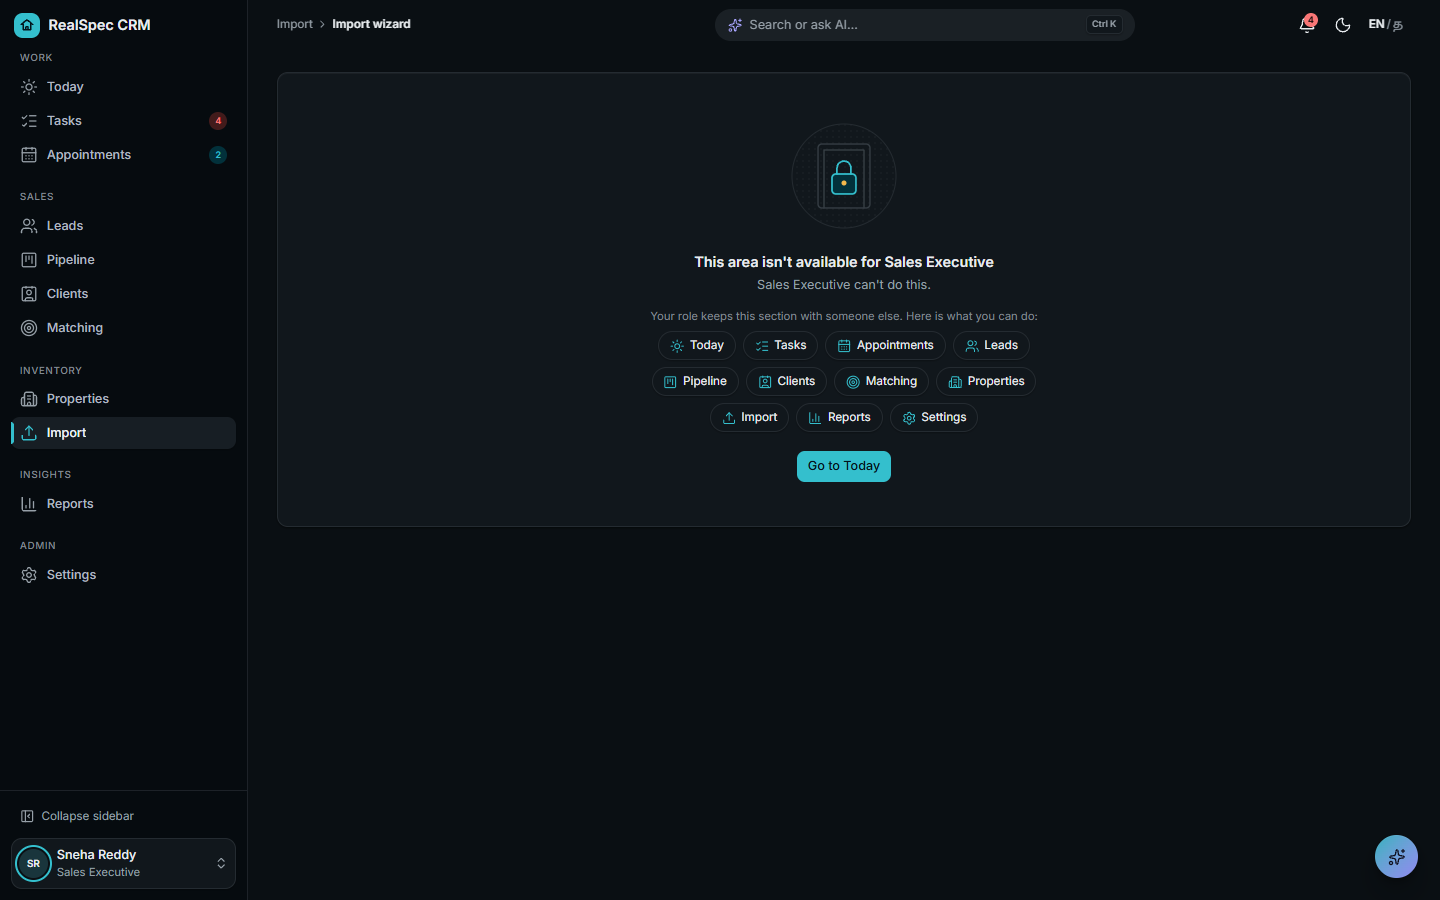 RealSpec CRM
WORK
Today
Tasks 4
Appointments 2
SALES
Leads
Pipeline
Clients
Matching
INVENTORY
Properties
Import
INSIGHTS
Reports
ADMIN
Settings
Collapse sidebar
SR
Sneha Reddy
Sales Executive
Import > Import wizard
Search or ask AI... Ctrl K
4
EN / த
This area isn't available for Sales Executive
Sales Executive can't do this.
Your role keeps this section with someone else. Here is what you can do:
Today Tasks Appointments Leads
Pipeline Clients Matching Properties
Import Reports Settings
Go to Today